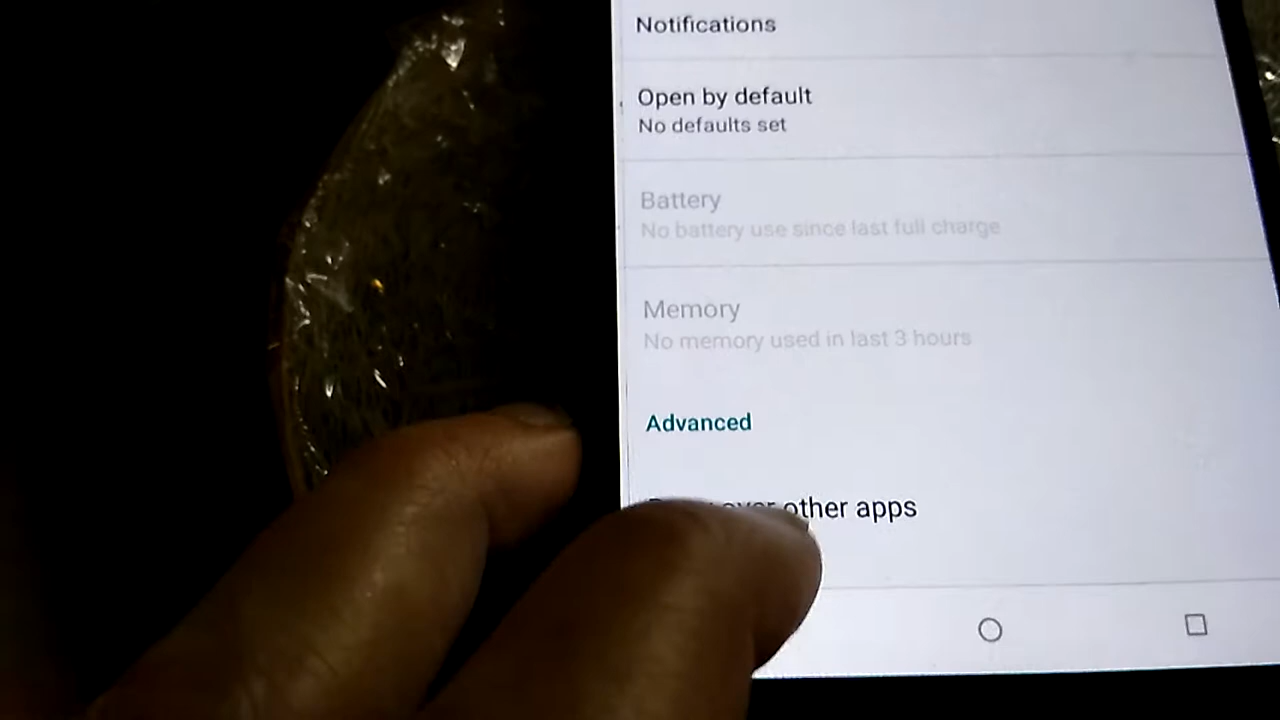 Notifications
Open by default
No defaults set
Battery
No battery use since last full charge
Memory
No memory used in last 3 hours
Advanced
over other apps